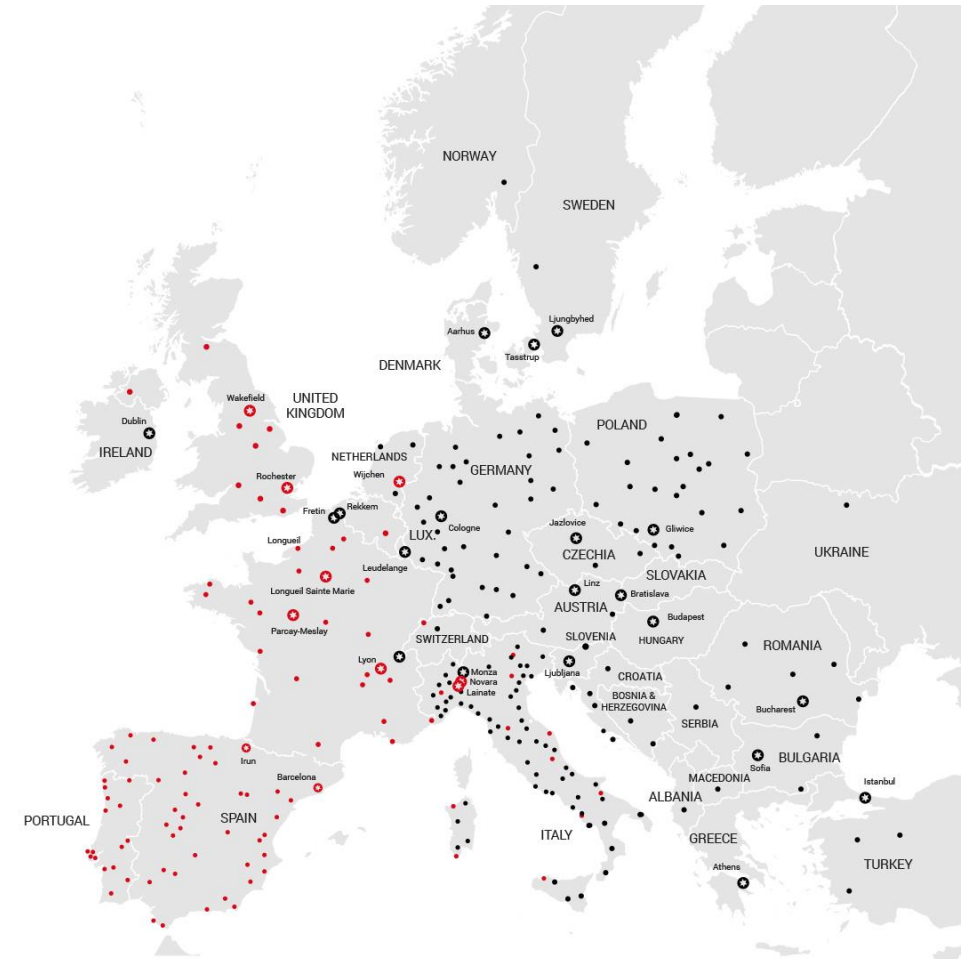 NORWAY
SWEDEN
Ljungbyhed
Aarhus
Tasstrup
DENMARK
UNITED
KINGDOM
Wakefield
Dublin
IRELAND
POLAND
NETHERLANDS
Wijchen
GERMANY
Rochester
Fretin
Rekkem
Cologne
Jazlovice
Gliwice
Longueil
LUX.
CZECHIA
UKRAINE
Leudelange
SLOVAKIA
Longueil Sainte Marie
Linz
Bratislava
AUSTRIA
Budapest
Parcay-Meslay
SWITZERLAND
SLOVENIA
HUNGARY
ROMANIA
Lyon
Monza
Novara
Lainate
Ljubljana
CROATIA
BOSNIA &
HERZEGOVINA
Bucharest
SERBIA
Irun
Sofia
BULGARIA
Barcelona
MACEDONIA
Istanbul
ALBANIA
PORTUGAL
SPAIN
ITALY
GREECE
Athens
TURKEY